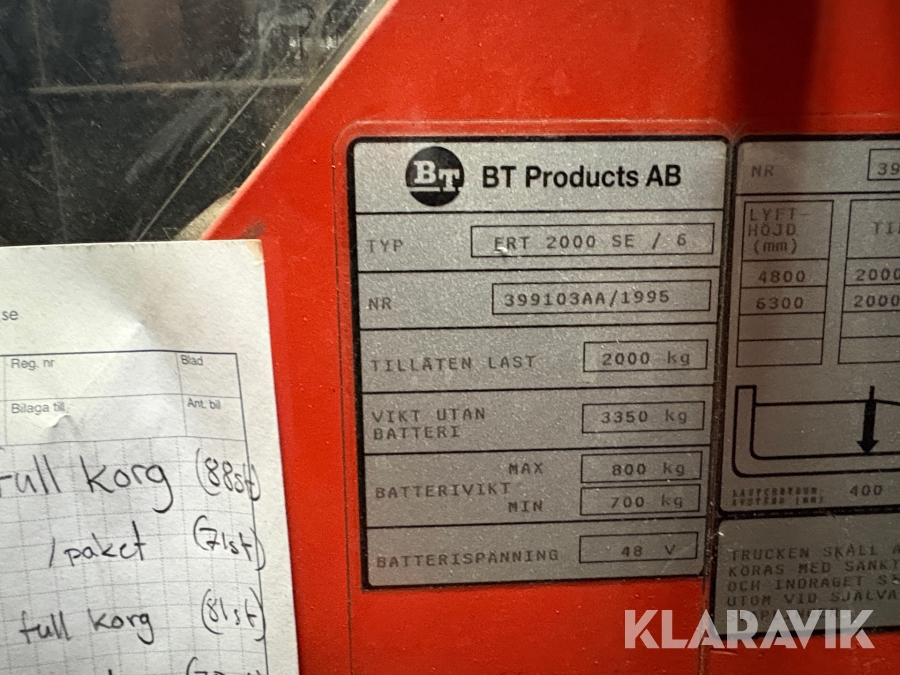 BT BT Products AB
TYP ERT 2000 SE / 6
NR 399103AA/1995
TILLÅTEN LAST 2000 kg
VIKT UTAN
BATTERI 3350 kg
MAX 800 kg
BATTERIVIKT
MIN 700 kg
BATTERISPÄNNING 48 V
NR 39
LYFT-
HÖJD
(mm)
4800 2000
6300 2000
400
TRUCKEN SKALL
KÖRAS MED
OCH INDRAGET
UTOM VID
se
Reg. nr Blad
Bilaga till Ant. bil
full korg (88st)
/paket (71st)
full korg (81st)
KLARAVIK